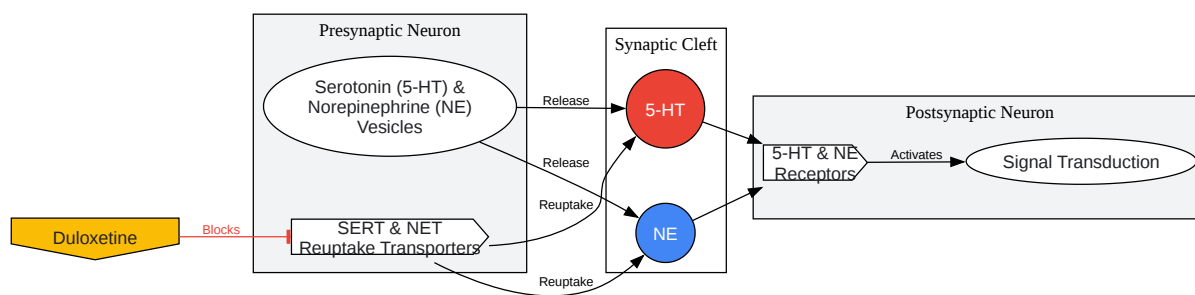 Presynaptic Neuron
Serotonin (5-HT) &
Norepinephrine (NE)
Vesicles
SERT & NET
Reuptake Transporters
Duloxetine
Blocks
Release
Release
Reuptake
Reuptake
Synaptic Cleft
5-HT
NE
Postsynaptic Neuron
5-HT & NE
Receptors
Activates
Signal Transduction